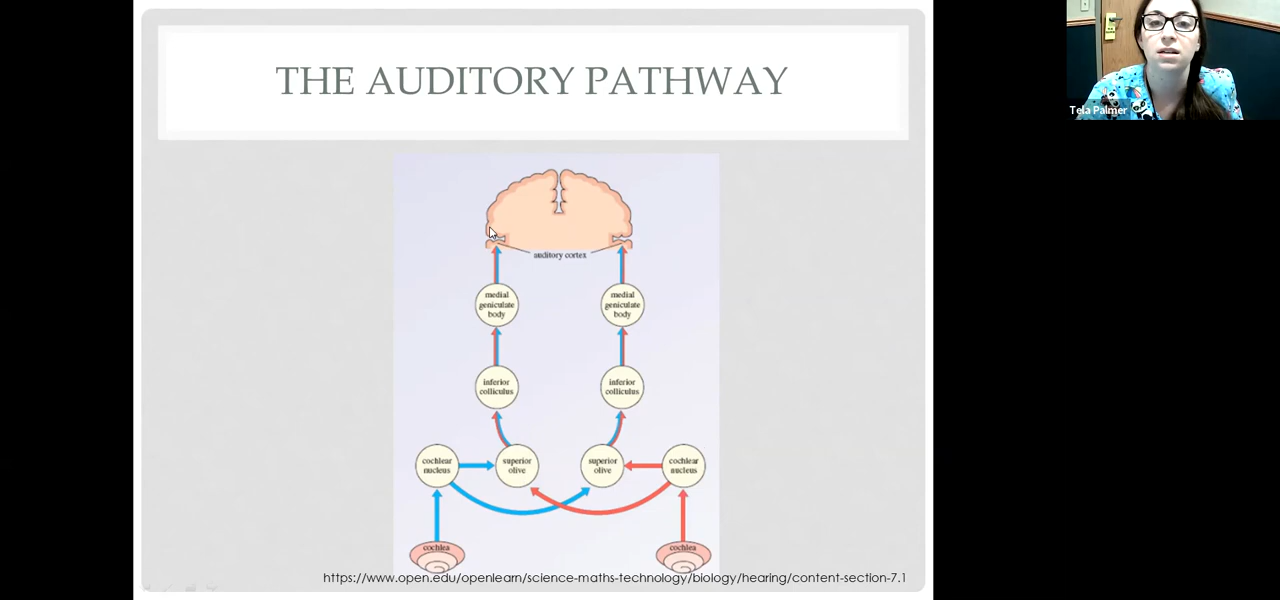 THE AUDITORY PATHWAY
Tela Palmer
auditory cortex
medial
geniculate
body
medial
geniculate
body
inferior
colliculus
inferior
colliculus
cochlear
nucleus
superior
olive
superior
olive
cochlear
nucleus
cochlea
cochlea
https://www.open.edu/openlearn/science-maths-technology/biology/hearing/content-section-7.1